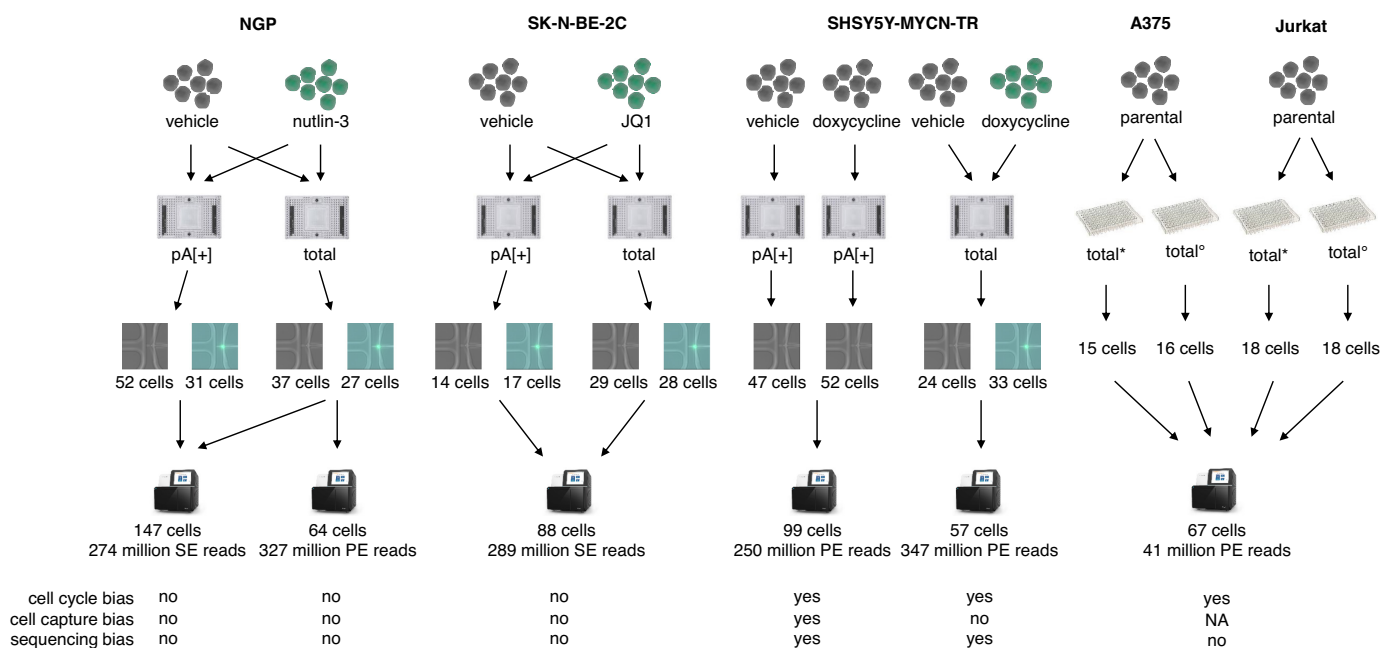 NGP SK-N-BE-2C SHSY5Y-MYCN-TR A375 Jurkat
vehicle nutlin-3 vehicle JQ1 vehicle doxycycline vehicle doxycycline parental parental
pA[+] total pA[+] total pA[+] pA[+] total total* total° total* total°
15 cells 16 cells 18 cells 18 cells
52 cells 31 cells 37 cells 27 cells 14 cells 17 cells 29 cells 28 cells 47 cells 52 cells 24 cells 33 cells
147 cells 64 cells 88 cells 99 cells 57 cells 67 cells
274 million SE reads 327 million PE reads 289 million SE reads 250 million PE reads 347 million PE reads 41 million PE reads
cell cycle bias no no no yes yes yes
cell capture bias no no no yes no NA
sequencing bias no no no yes yes no